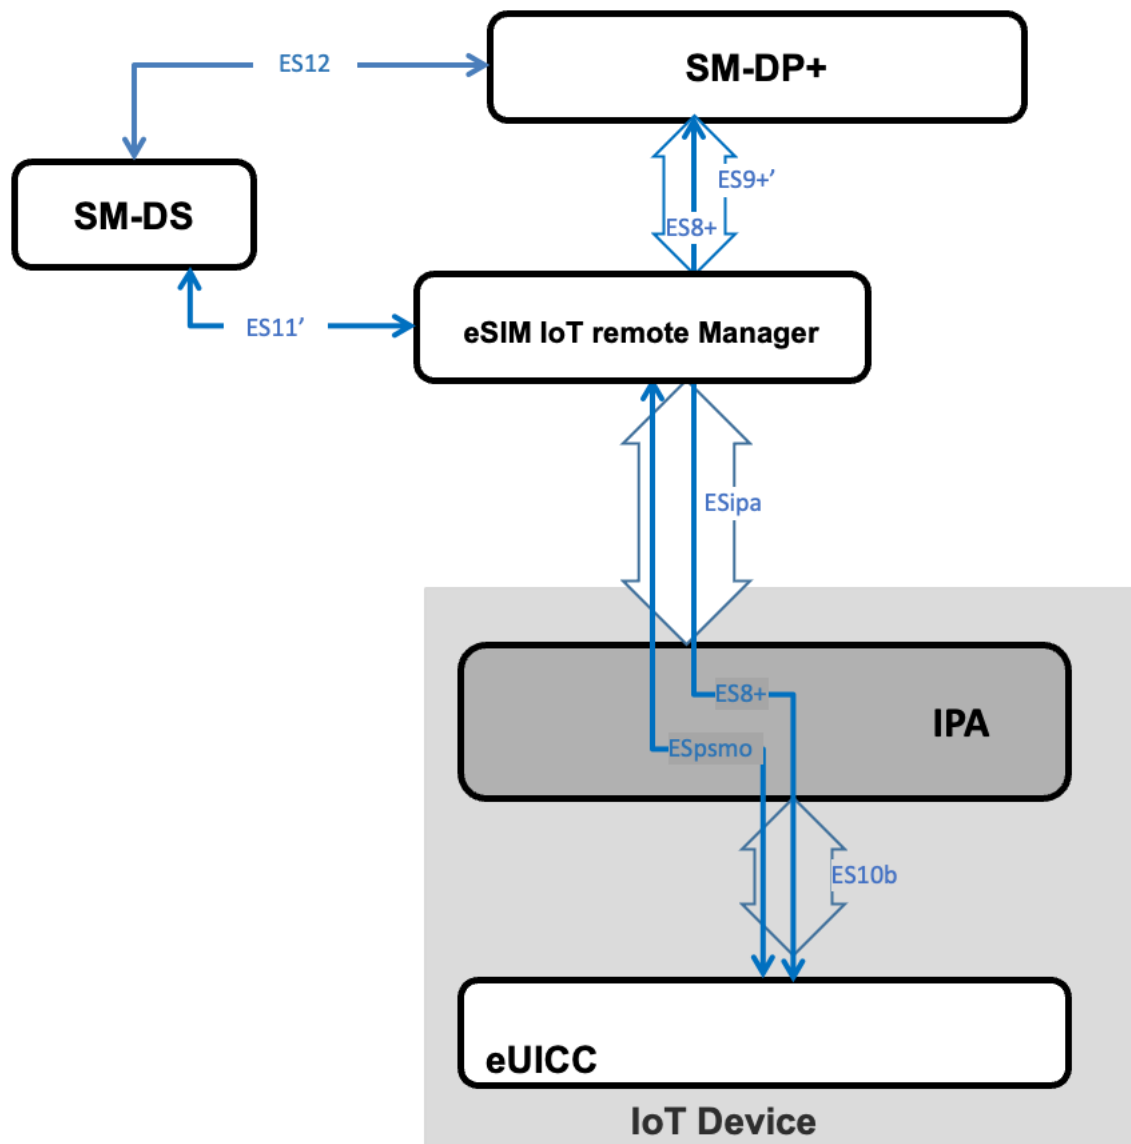 ES12
SM-DP+
SM-DS
ES9+’
ES8+
ES11’
eSIM IoT remote Manager
ESipa
ES8+
IPA
ESpsmo
ES10b
eUICC
IoT Device